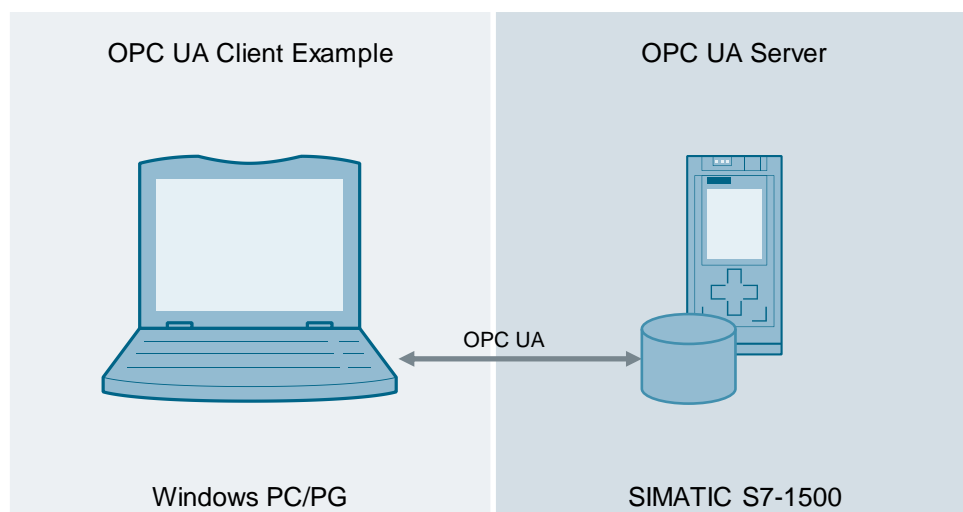 OPC UA Client Example
OPC UA Server
OPC UA
Windows PC/PG
SIMATIC S7-1500